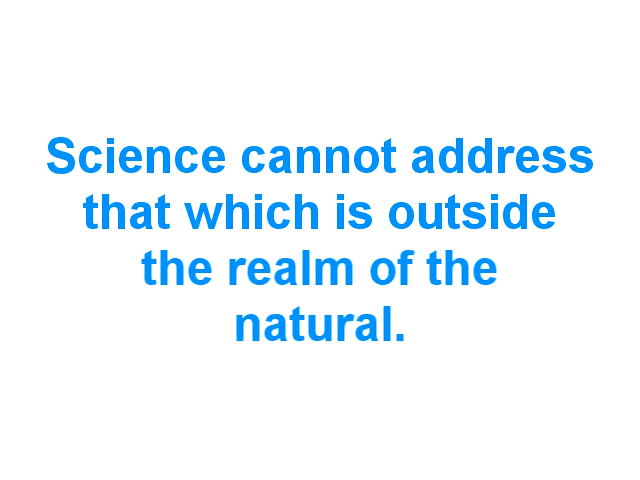 Science cannot address
that which is outside
the realm of the
natural.